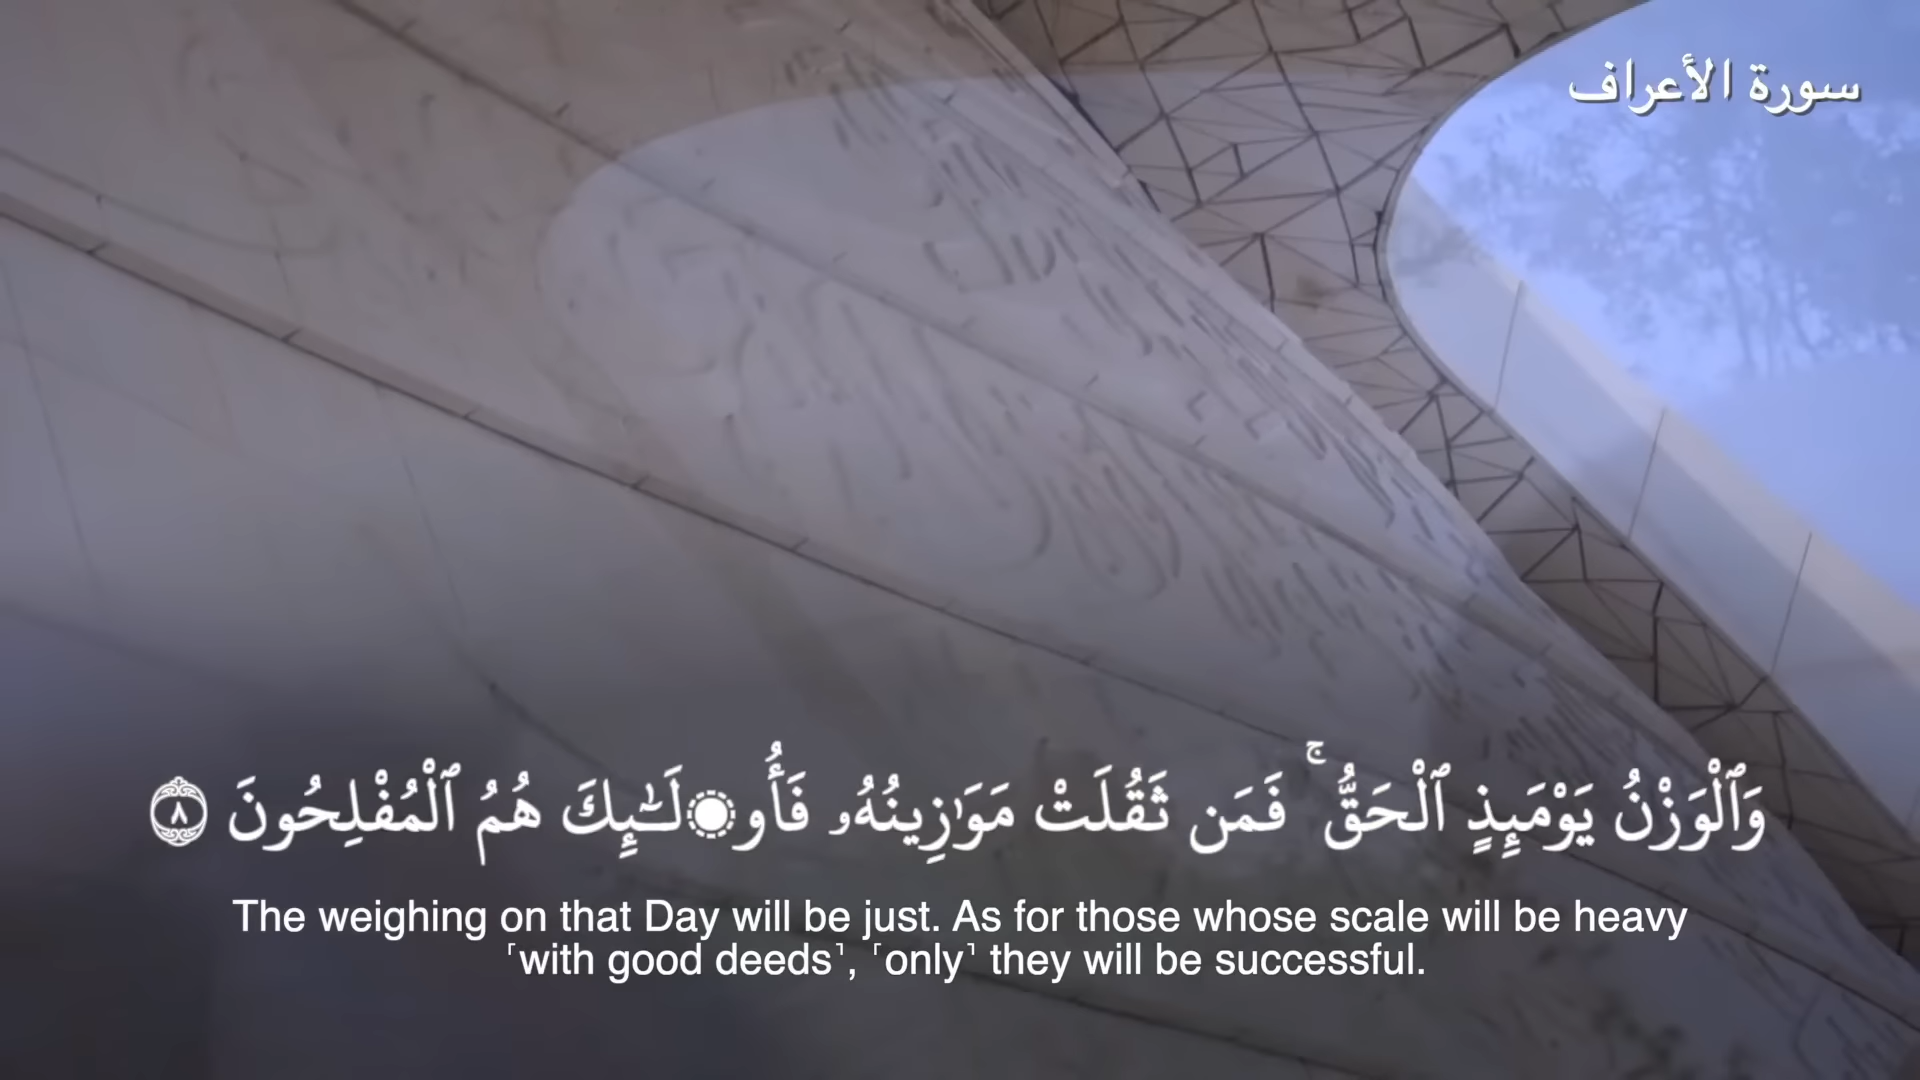 سورة الأعراف
وَٱلْوَزْنُ يَوْمَئِذٍ ٱلْحَقُّ ۚ فَمَن ثَقُلَتْ مَوَٰزِينُهُۥ فَأُو۟لَـٰٓئِكَ هُمُ ٱلْمُفْلِحُونَ ٨
The weighing on that Day will be just. As for those whose scale will be heavy
⸢with good deeds⸣, ⸢only⸣ they will be successful.